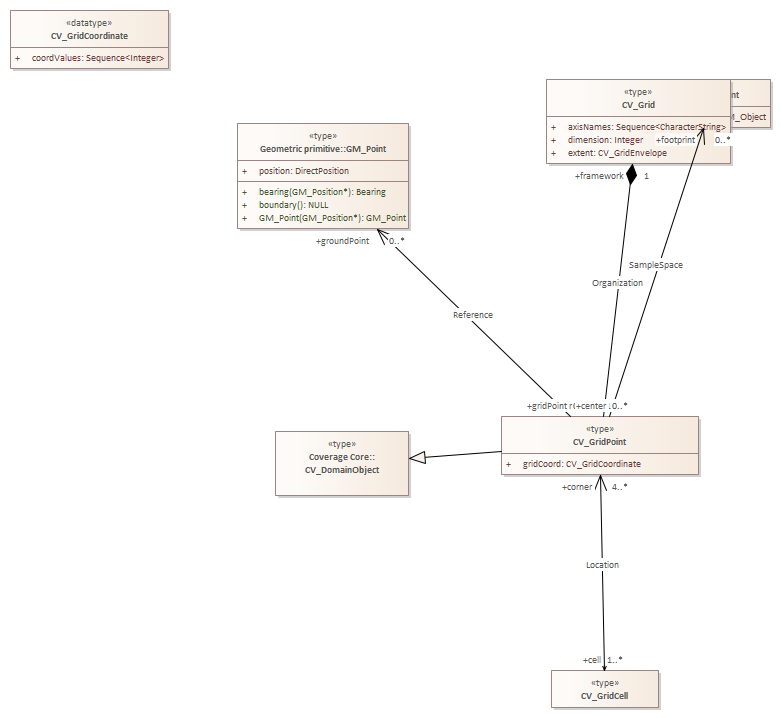 «datatype»
CV_GridCoordinate
+ coordValues: Sequence<Integer>
«type»
CV_Grid
+ axisNames: Sequence<CharacterString>
+ dimension: Integer
+ extent: CV_GridEnvelope
nt
M_Object
+footprint 0..*
«type»
Geometric primitive::GM_Point
+ position: DirectPosition
+ bearing(GM_Position*): Bearing
+ boundary(): NULL
+ GM_Point(GM_Position*): GM_Point
+framework 1
+groundPoint 0..*
SampleSpace
Organization
Reference
+gridPoint +center 0..*
«type»
CV_GridPoint
+ gridCoord: CV_GridCoordinate
«type»
Coverage Core::
CV_DomainObject
+corner 4..*
Location
+cell 1..*
«type»
CV_GridCell